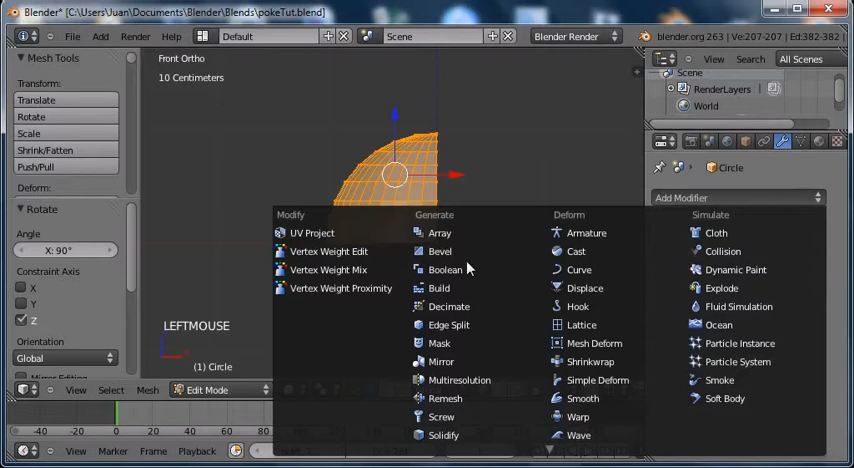 Blender* [C:\Users\Juan\Documents\Blender\Blends\pokeTut.blend]
File Add Render Help Default Scene Blender Render blender.org 263 | Ve:207-207 | Ed:382-382 |
Mesh Tools
Transform:
Translate
Rotate
Scale
Shrink/Fatten
Push/Pull
Deform:
Rotate
Angle
X: 90°
Constraint Axis
X
Y
Z
Orientation
Global
Front Ortho
10 Centimeters
LEFTMOUSE
(1) Circle
View Search All Scenes
Scene
RenderLayers
World
Circle
Add Modifier
Modify
UV Project
Vertex Weight Edit
Vertex Weight Mix
Vertex Weight Proximity
Generate
Array
Bevel
Boolean
Build
Decimate
Edge Split
Mask
Mirror
Multiresolution
Remesh
Screw
Solidify
Deform
Armature
Cast
Curve
Displace
Hook
Lattice
Mesh Deform
Shrinkwrap
Simple Deform
Smooth
Warp
Wave
Simulate
Cloth
Collision
Dynamic Paint
Explode
Fluid Simulation
Ocean
Particle Instance
Particle System
Smoke
Soft Body
View Select Mesh Edit Mode
-40 -20 0 20 40 60 80 100 120 140
View Marker Frame Playback